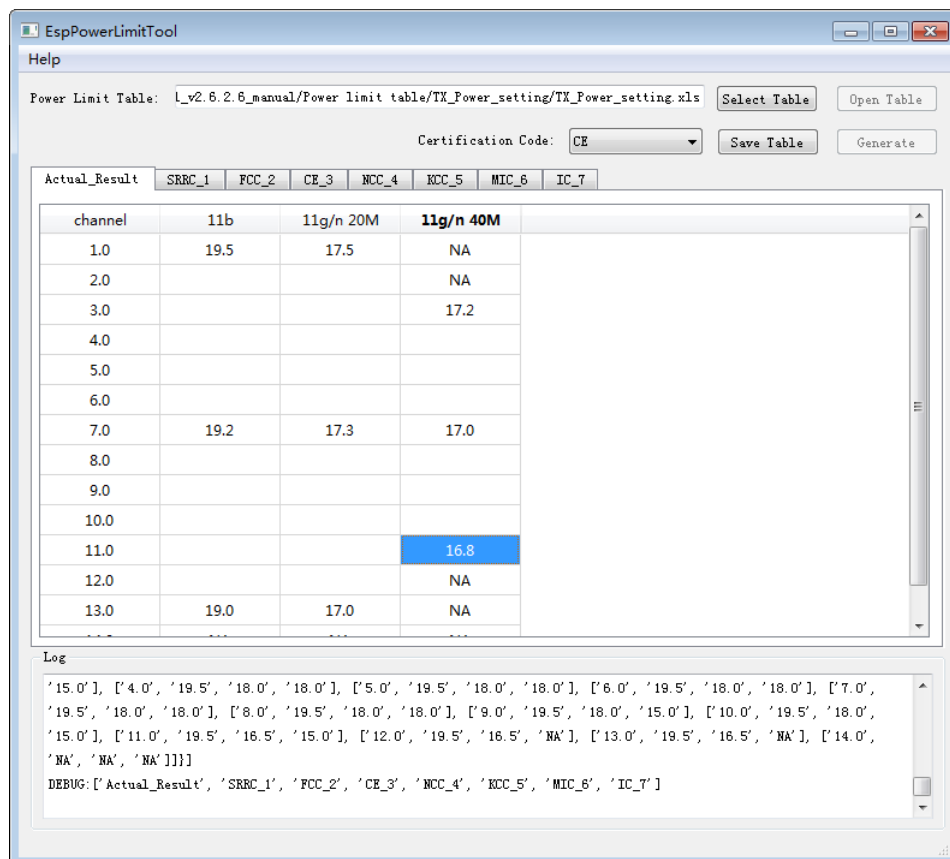 EspPowerLimitTool
Help
Power Limit Table: L_v2.6.2.6_manual/Power limit table/TX_Power_setting/TX_Power_setting.xls Select Table Open Table
Certification Code: CE Save Table Generate
Actual_Result SRRC_1 FCC_2 CE_3 NCC_4 KCC_5 MIC_6 IC_7
channel 11b 11g/n 20M 11g/n 40M
1.0 19.5 17.5 NA
2.0 NA
3.0 17.2
4.0
5.0
6.0
7.0 19.2 17.3 17.0
8.0
9.0
10.0
11.0 16.8
12.0 NA
13.0 19.0 17.0 NA
Log
'15.0'], ['4.0', '19.5', '18.0', '18.0'], ['5.0', '19.5', '18.0', '18.0'], ['6.0', '19.5', '18.0', '18.0'], ['7.0',
'19.5', '18.0', '18.0'], ['8.0', '19.5', '18.0', '18.0'], ['9.0', '19.5', '18.0', '15.0'], ['10.0', '19.5', '18.0',
'15.0'], ['11.0', '19.5', '16.5', '15.0'], ['12.0', '19.5', '16.5', 'NA'], ['13.0', '19.5', '16.5', 'NA'], ['14.0',
'NA', 'NA', 'NA']]}]
DEBUG:['Actual_Result', 'SRRC_1', 'FCC_2', 'CE_3', 'NCC_4', 'KCC_5', 'MIC_6', 'IC_7']